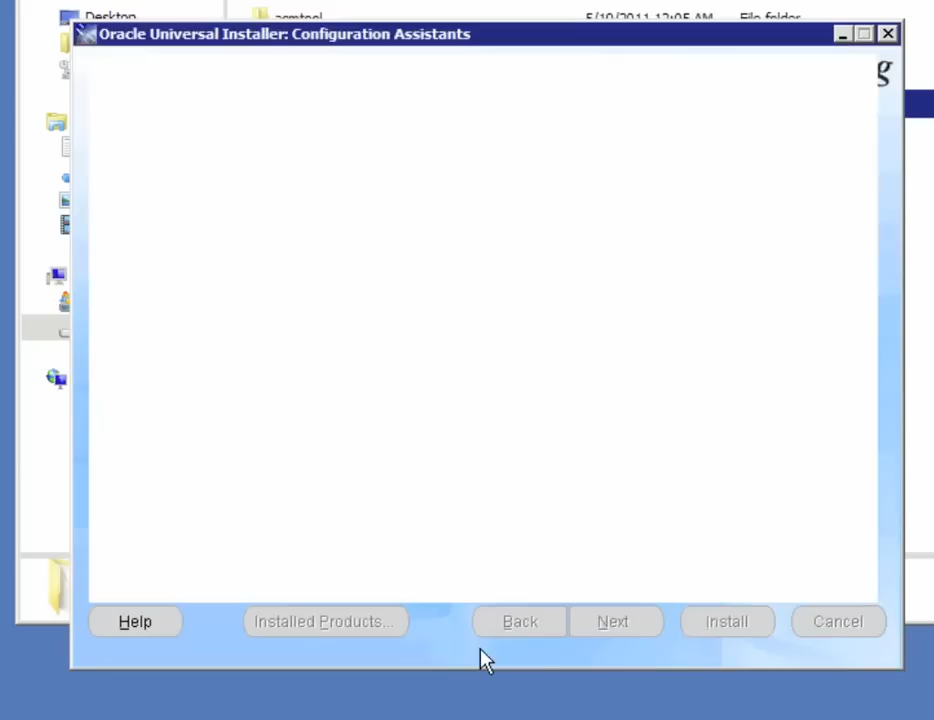 Desktop
acmtool
5/10/2011 12:05 AM
File folder
Oracle Universal Installer: Configuration Assistants
g
Help
Installed Products...
Back
Next
Install
Cancel